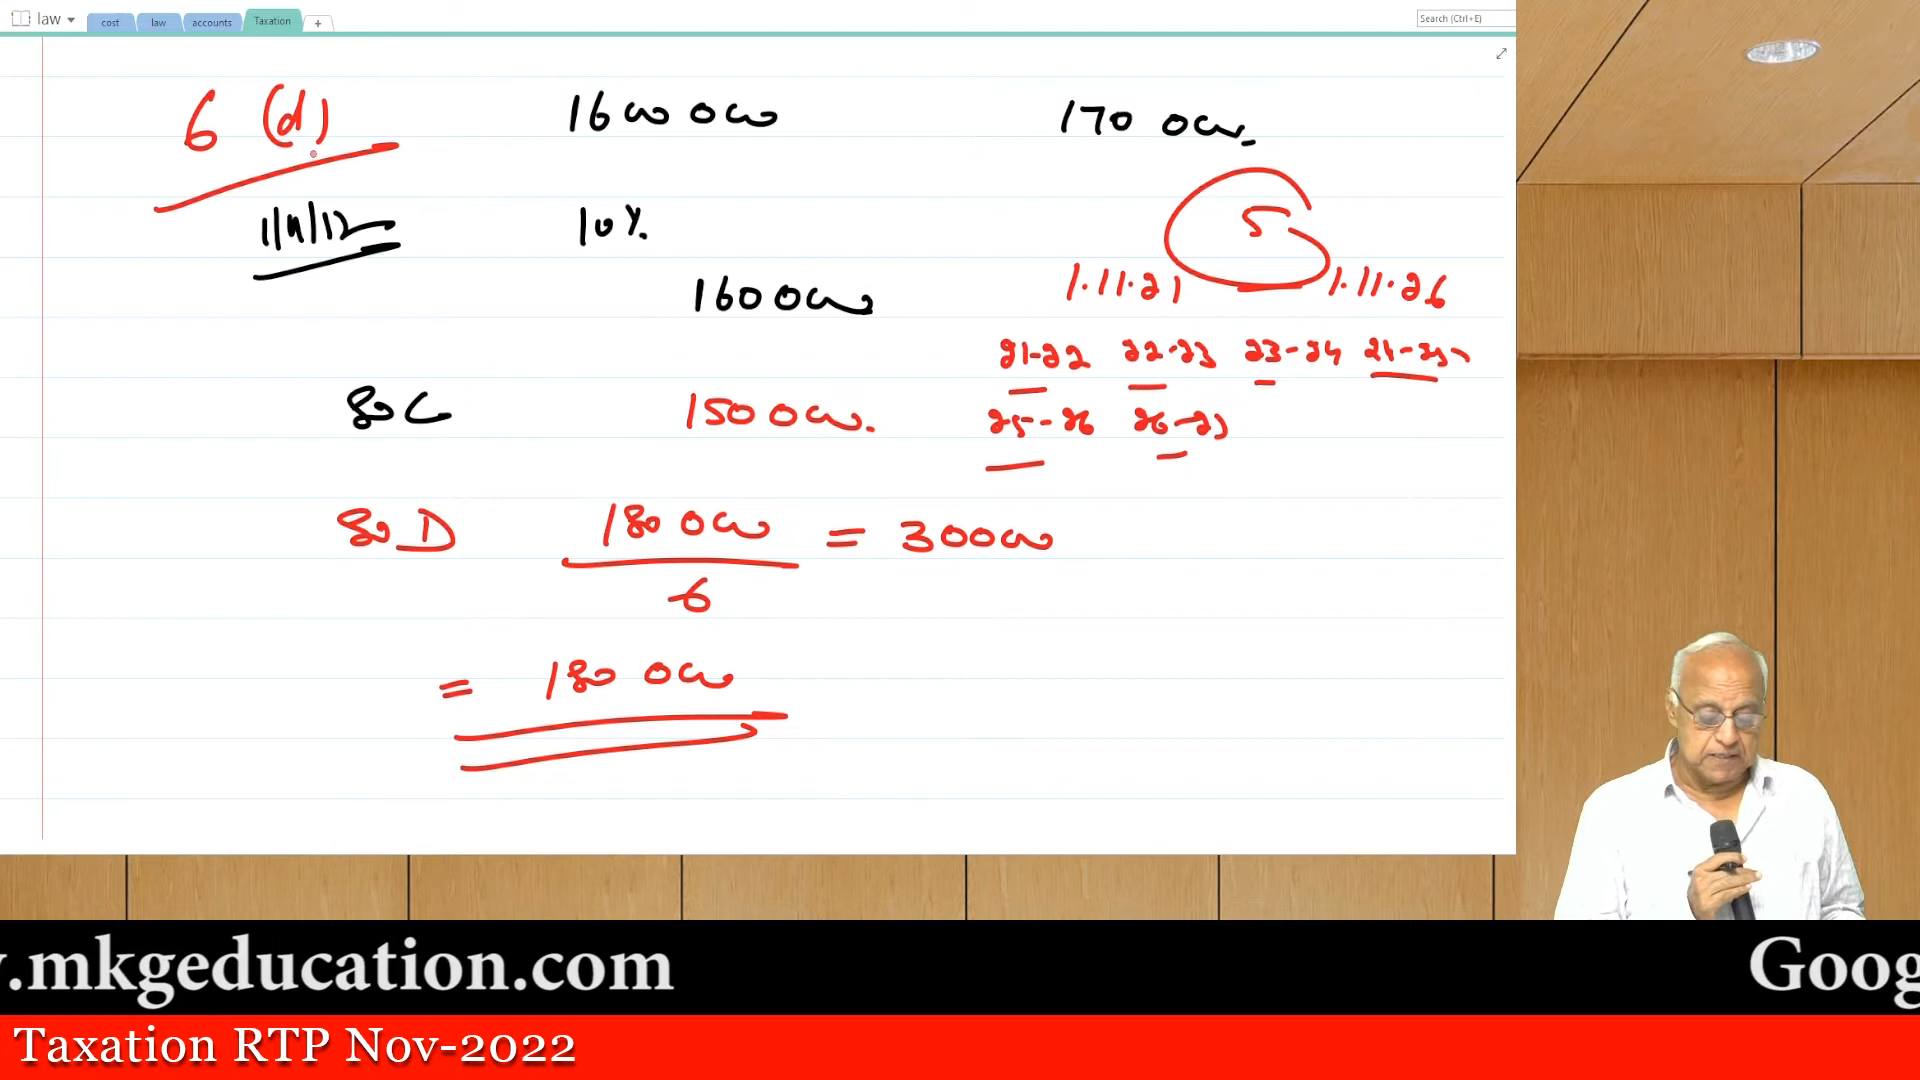 law
cost law accounts Taxation +
Search (Ctrl+E)
6 (d) 1600000 170000.
1/4/12 10%
5
160000 1.11.21 1.11.26
21-22 22-23 23-24 24-25
80C 150000. 25-26 26-27
80D 180000 / 6 = 30000
= 180000
.mkgeducation.com Goog
Taxation RTP Nov-2022